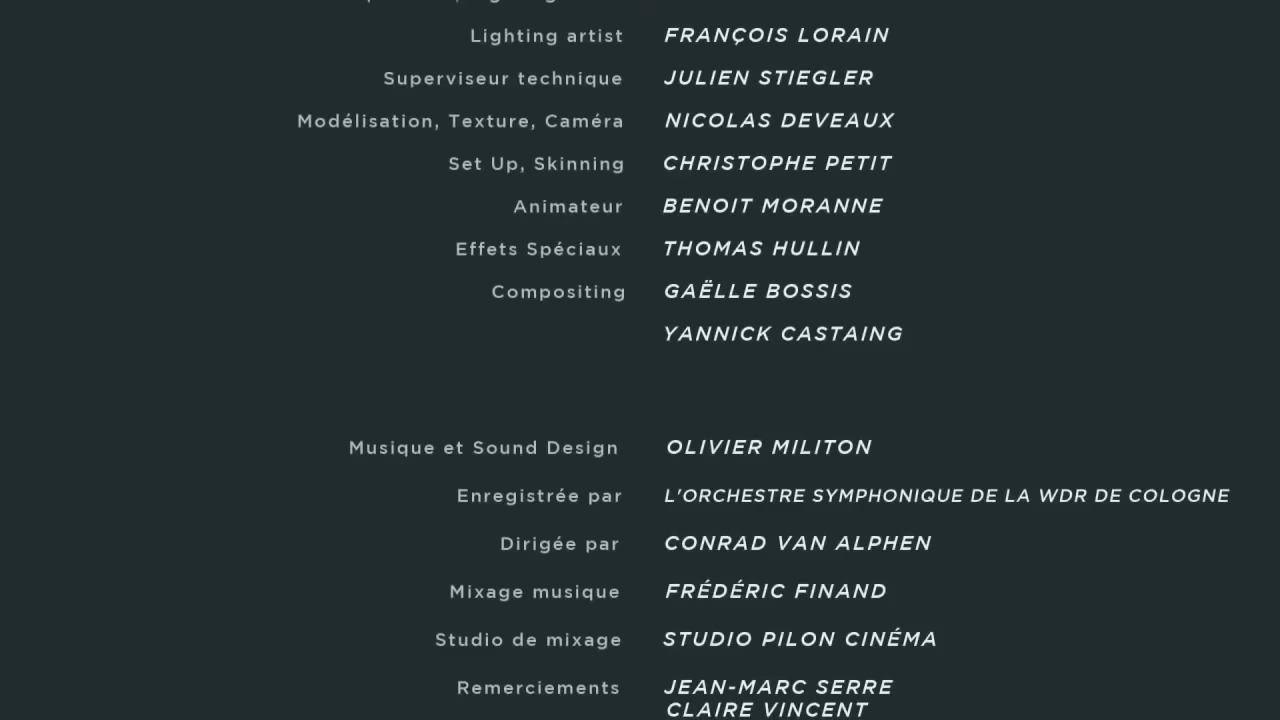 Lighting artist FRANÇOIS LORAIN
Superviseur technique JULIEN STIEGLER
Modélisation, Texture, Caméra NICOLAS DEVEAUX
Set Up, Skinning CHRISTOPHE PETIT
Animateur BENOIT MORANNE
Effets Spéciaux THOMAS HULLIN
Compositing GAËLLE BOSSIS
YANNICK CASTAING
Musique et Sound Design OLIVIER MILITON
Enregistrée par L'ORCHESTRE SYMPHONIQUE DE LA WDR DE COLOGNE
Dirigée par CONRAD VAN ALPHEN
Mixage musique FRÉDÉRIC FINAND
Studio de mixage STUDIO PILON CINÉMA
Remerciements JEAN-MARC SERRE
CLAIRE VINCENT